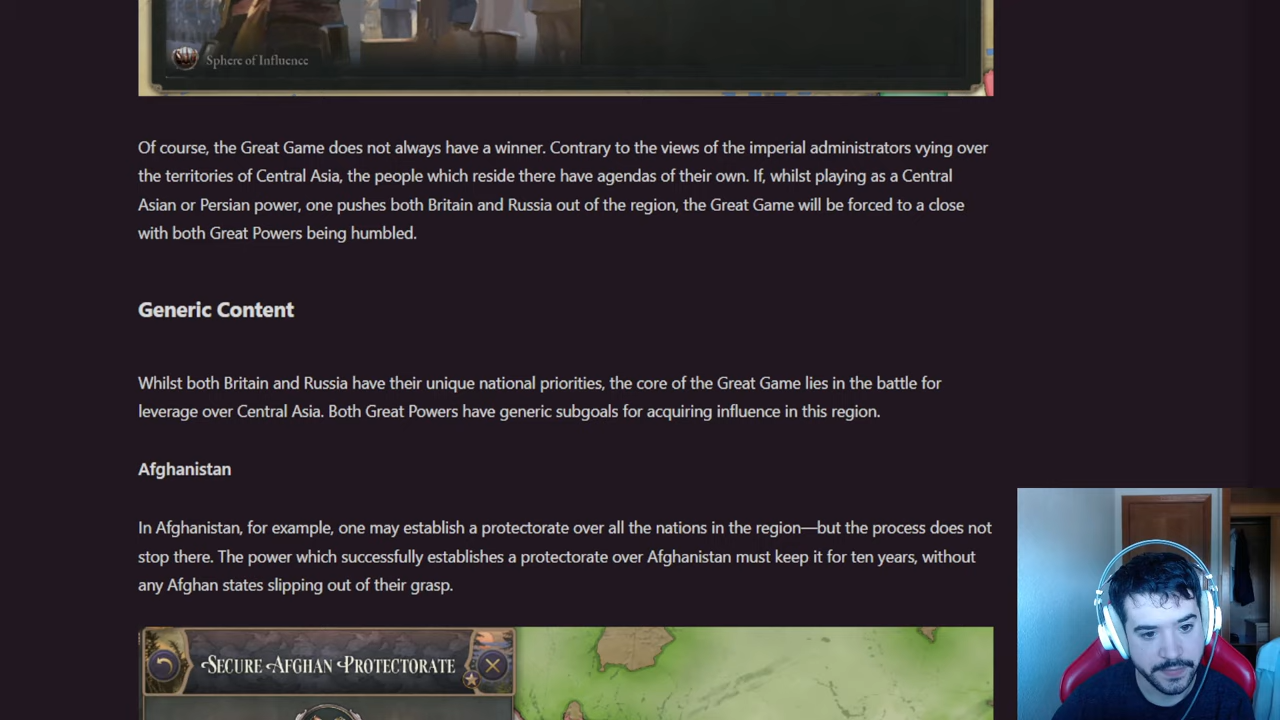 Sphere of Influence
Of course, the Great Game does not always have a winner. Contrary to the views of the imperial administrators vying over
the territories of Central Asia, the people which reside there have agendas of their own. If, whilst playing as a Central
Asian or Persian power, one pushes both Britain and Russia out of the region, the Great Game will be forced to a close
with both Great Powers being humbled.
Generic Content
Whilst both Britain and Russia have their unique national priorities, the core of the Great Game lies in the battle for
leverage over Central Asia. Both Great Powers have generic subgoals for acquiring influence in this region.
Afghanistan
In Afghanistan, for example, one may establish a protectorate over all the nations in the region—but the process does not
stop there. The power which successfully establishes a protectorate over Afghanistan must keep it for ten years, without
any Afghan states slipping out of their grasp.
Secure Afghan Protectorate